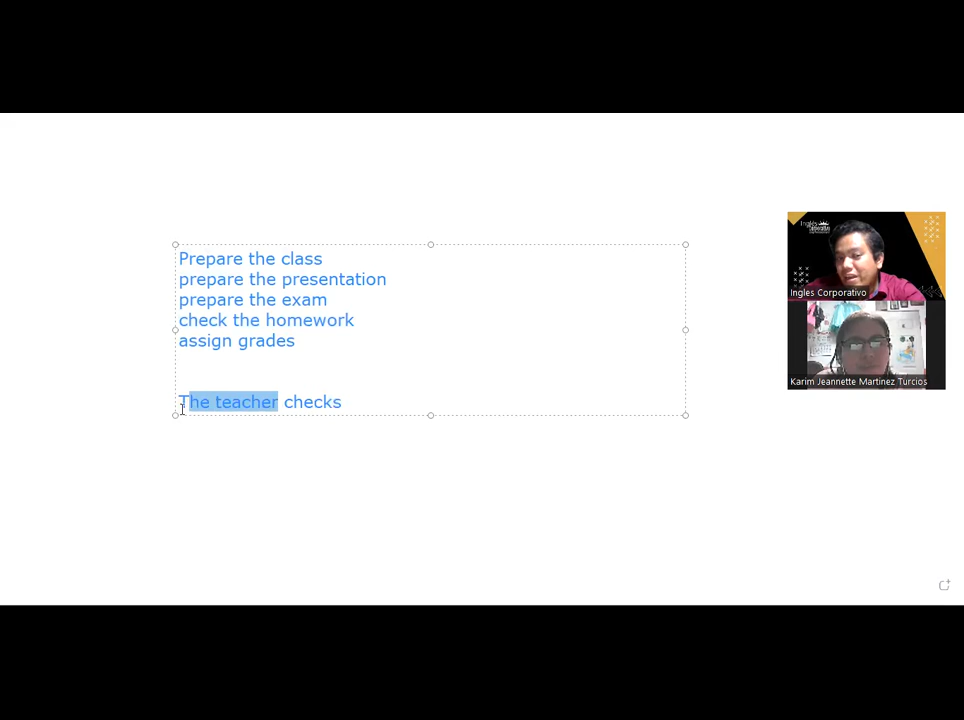 Prepare the class
prepare the presentation
prepare the exam
check the homework
assign grades
The teacher checks
Inglés
Ingles Corporativo
Karim Jeannette Martinez Turcios